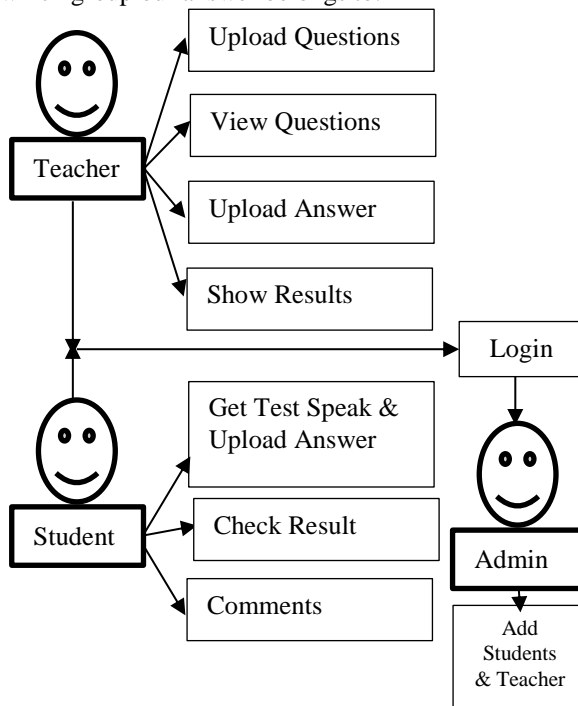 Upload Questions
View Questions
Teacher
Upload Answer
Show Results
Login
Get Test Speak &
Upload Answer
Student
Check Result
Comments
Admin
Add
Students
& Teacher